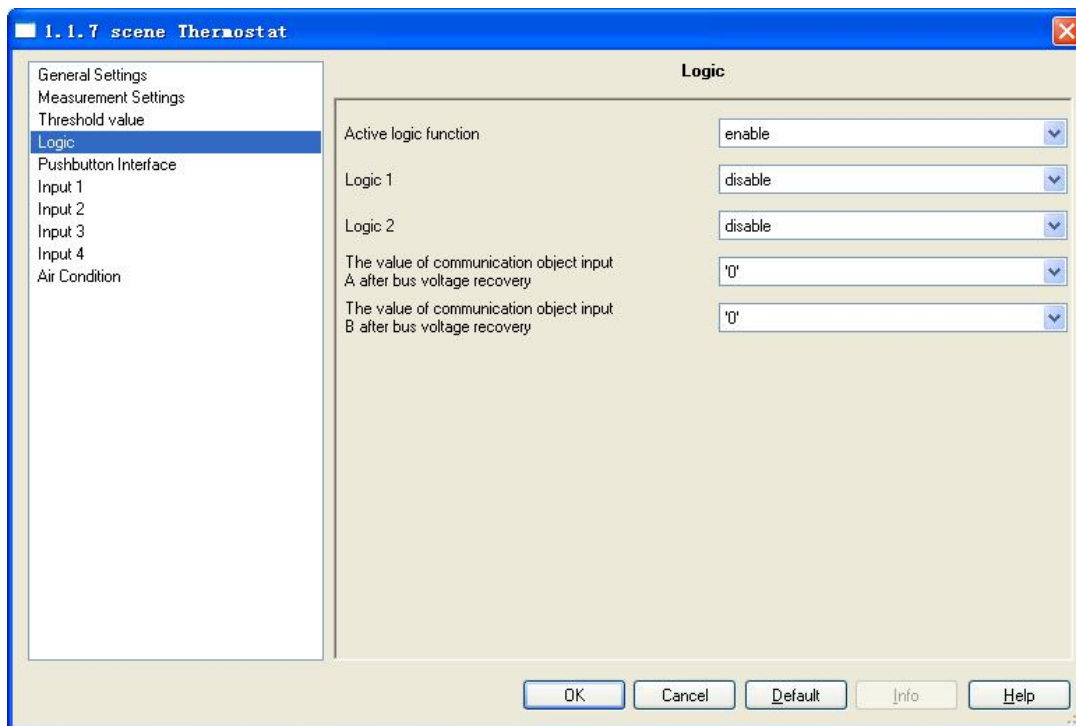 1.1.7 scene Thermostat
General Settings
Measurement Settings
Threshold value
Logic
Pushbutton Interface
Input 1
Input 2
Input 3
Input 4
Air Condition
Logic
Active logic function
enable
Logic 1
disable
Logic 2
disable
The value of communication object input
A after bus voltage recovery
'0'
The value of communication object input
B after bus voltage recovery
'0'
OK
Cancel
Default
Info
Help